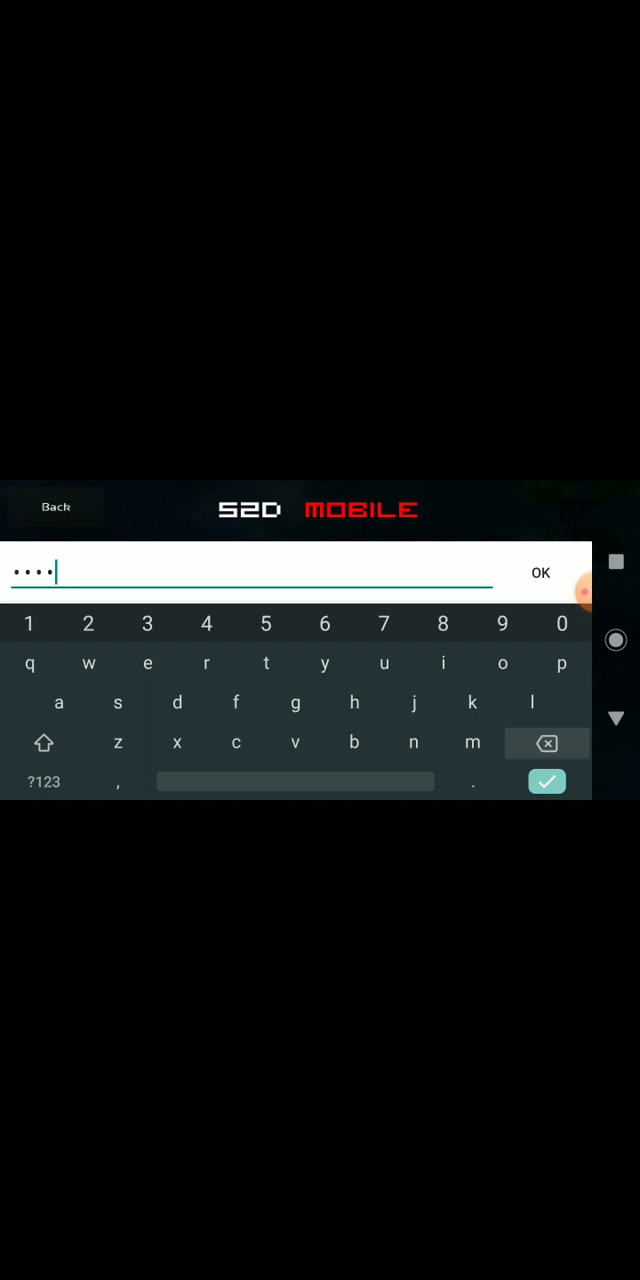 Back
S2D MOBILE
••••
OK
1 2 3 4 5 6 7 8 9 0
q w e r t y u i o p
a s d f g h j k l
z x c v b n m
?123 , .